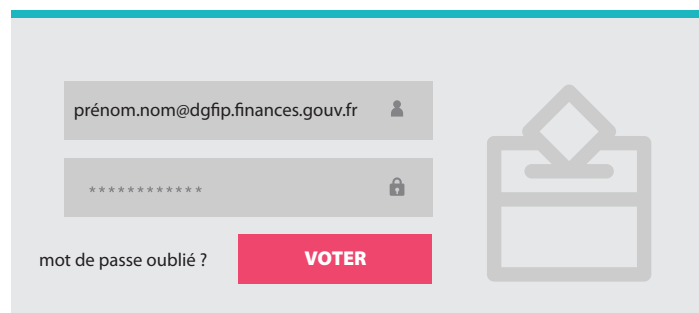 prénom.nom@dgfip.finances.gouv.fr
************
mot de passe oublié ?
VOTER